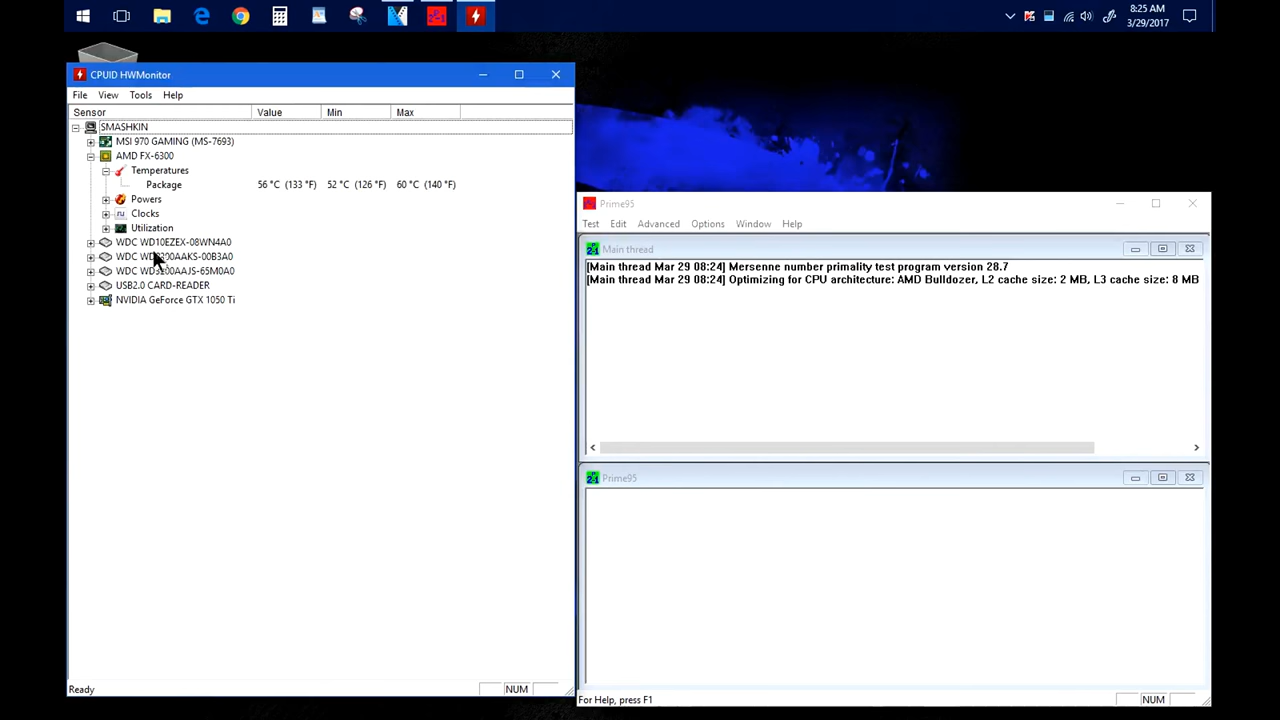 8:25 AM
3/29/2017
CPUID HWMonitor
File View Tools Help
Sensor Value Min Max
SMASHKIN
MSI 970 GAMING (MS-7693)
AMD FX-6300
Temperatures
Package 56 °C (133 °F) 52 °C (126 °F) 60 °C (140 °F)
Powers
Clocks
Utilization
WDC WD10EZEX-08WN4A0
WDC AAKS-00B3A0
WDC WD3200AAJS-65M0A0
USB2.0 CARD-READER
NVIDIA GeForce GTX 1050 Ti
Ready NUM
Prime95
Test Edit Advanced Options Window Help
Main thread
[Main thread Mar 29 08:24] Mersenne number primality test program version 28.7
[Main thread Mar 29 08:24] Optimizing for CPU architecture: AMD Bulldozer, L2 cache size: 2 MB, L3 cache size: 8 MB
Prime95
For Help, press F1 NUM